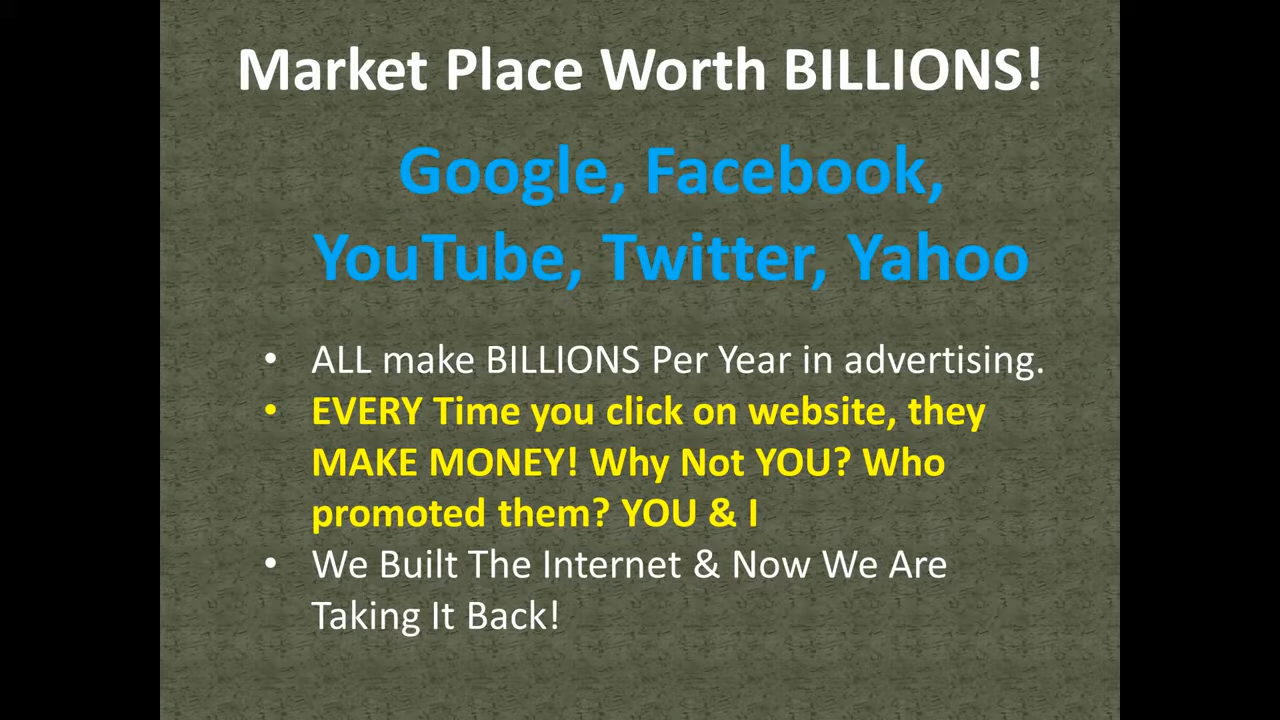 Market Place Worth BILLIONS!
Google, Facebook,
YouTube, Twitter, Yahoo
• ALL make BILLIONS Per Year in advertising.
• EVERY Time you click on website, they
MAKE MONEY! Why Not YOU? Who
promoted them? YOU & I
• We Built The Internet & Now We Are
Taking It Back!